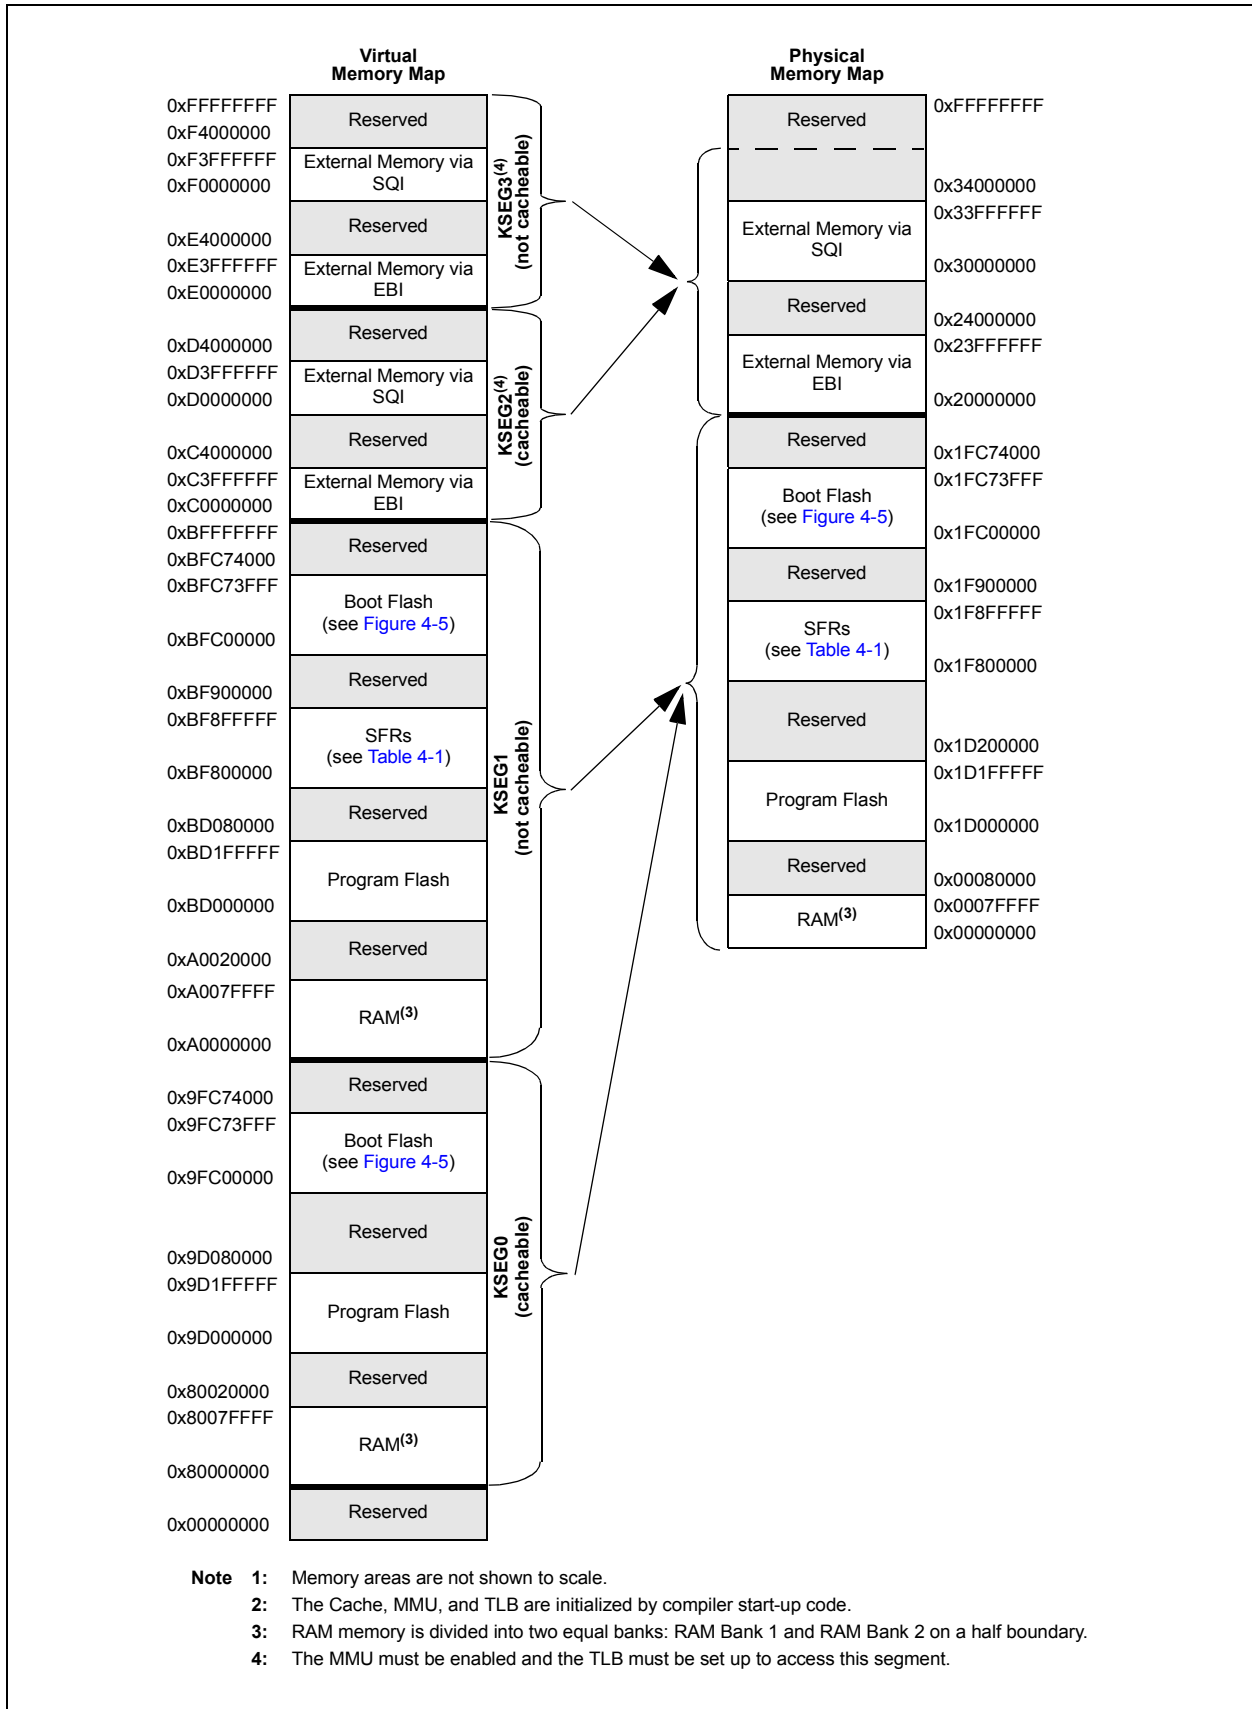 Virtual
Memory Map
0xFFFFFFFF
Reserved
0xF4000000
0xF3FFFFFF
External Memory via
SQI
0xF0000000
Reserved
0xE4000000
0xE3FFFFFF
External Memory via
EBI
0xE0000000
KSEG3(4)
(not cacheable)
Reserved
0xD4000000
0xD3FFFFFF
External Memory via
SQI
0xD0000000
Reserved
0xC4000000
0xC3FFFFFF
External Memory via
EBI
0xC0000000
KSEG2(4)
(cacheable)
0xBFFFFFFF
Reserved
0xBFC74000
0xBFC73FFF
Boot Flash
(see Figure 4-5)
0xBFC00000
Reserved
0xBF900000
0xBF8FFFFF
SFRs
(see Table 4-1)
0xBF800000
Reserved
0xBD080000
0xBD1FFFFF
Program Flash
0xBD000000
Reserved
0xA0020000
0xA007FFFF
RAM(3)
0xA0000000
KSEG1
(not cacheable)
Reserved
0x9FC74000
0x9FC73FFF
Boot Flash
(see Figure 4-5)
0x9FC00000
Reserved
0x9D080000
0x9D1FFFFF
Program Flash
0x9D000000
Reserved
0x80020000
0x8007FFFF
RAM(3)
0x80000000
KSEG0
(cacheable)
Reserved
0x00000000
Physical
Memory Map
0xFFFFFFFF
Reserved
0x34000000
0x33FFFFFF
External Memory via
SQI
0x30000000
Reserved
0x24000000
0x23FFFFFF
External Memory via
EBI
0x20000000
Reserved
0x1FC74000
0x1FC73FFF
Boot Flash
(see Figure 4-5)
0x1FC00000
Reserved
0x1F900000
0x1F8FFFFF
SFRs
(see Table 4-1)
0x1F800000
Reserved
0x1D200000
0x1D1FFFFF
Program Flash
0x1D000000
Reserved
0x00080000
0x0007FFFF
RAM(3)
0x00000000
Note 1: Memory areas are not shown to scale.
2: The Cache, MMU, and TLB are initialized by compiler start-up code.
3: RAM memory is divided into two equal banks: RAM Bank 1 and RAM Bank 2 on a half boundary.
4: The MMU must be enabled and the TLB must be set up to access this segment.